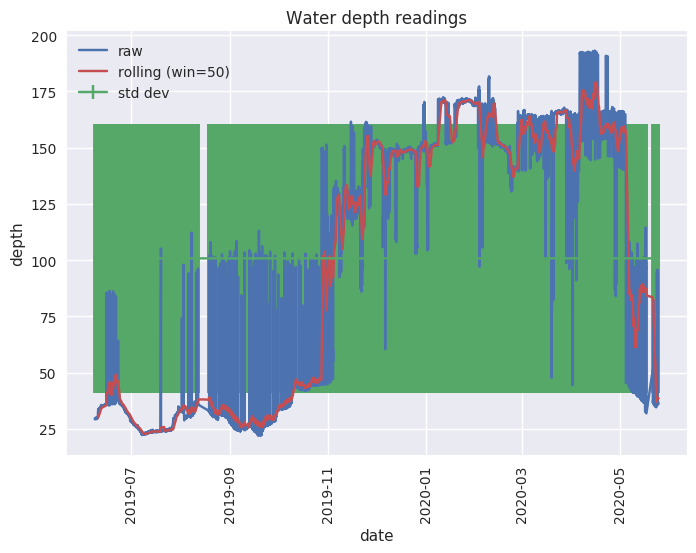 Water depth readings
raw
rolling (win=50)
std dev
depth
200
175
150
125
100
75
50
25
2019-07
2019-09
2019-11
2020-01
2020-03
2020-05
date